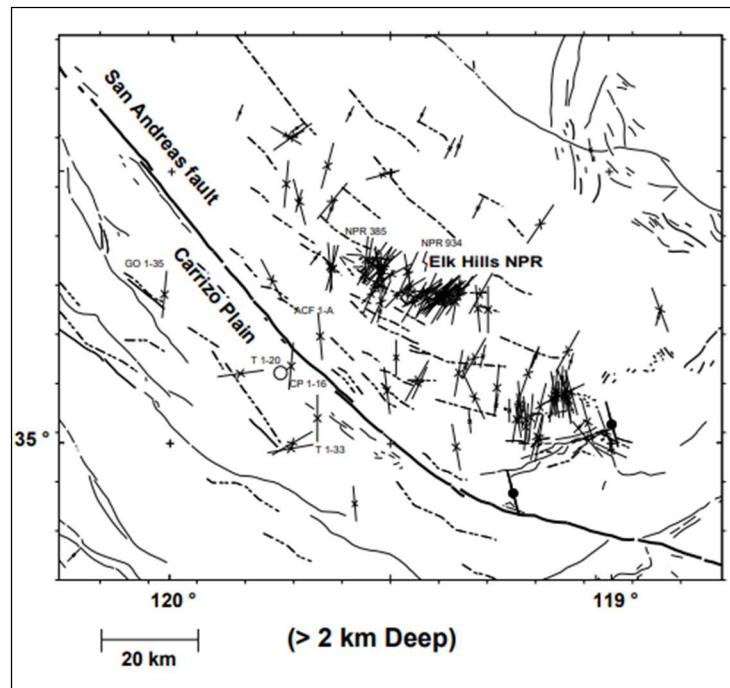 San Andreas fault
NPR 385
NPR 934
Elk Hills NPR
GO 1-35
Carrizo Plain
ACF 1-A
T 1-20
CP 1-16
35 °
T 1-33
120 °
119 °
(> 2 km Deep)
20 km